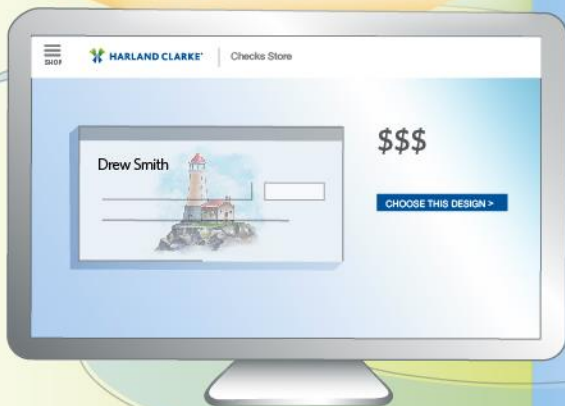 SHOP
HARLAND CLARKE® Checks Store
Drew Smith
$$$
CHOOSE THIS DESIGN >